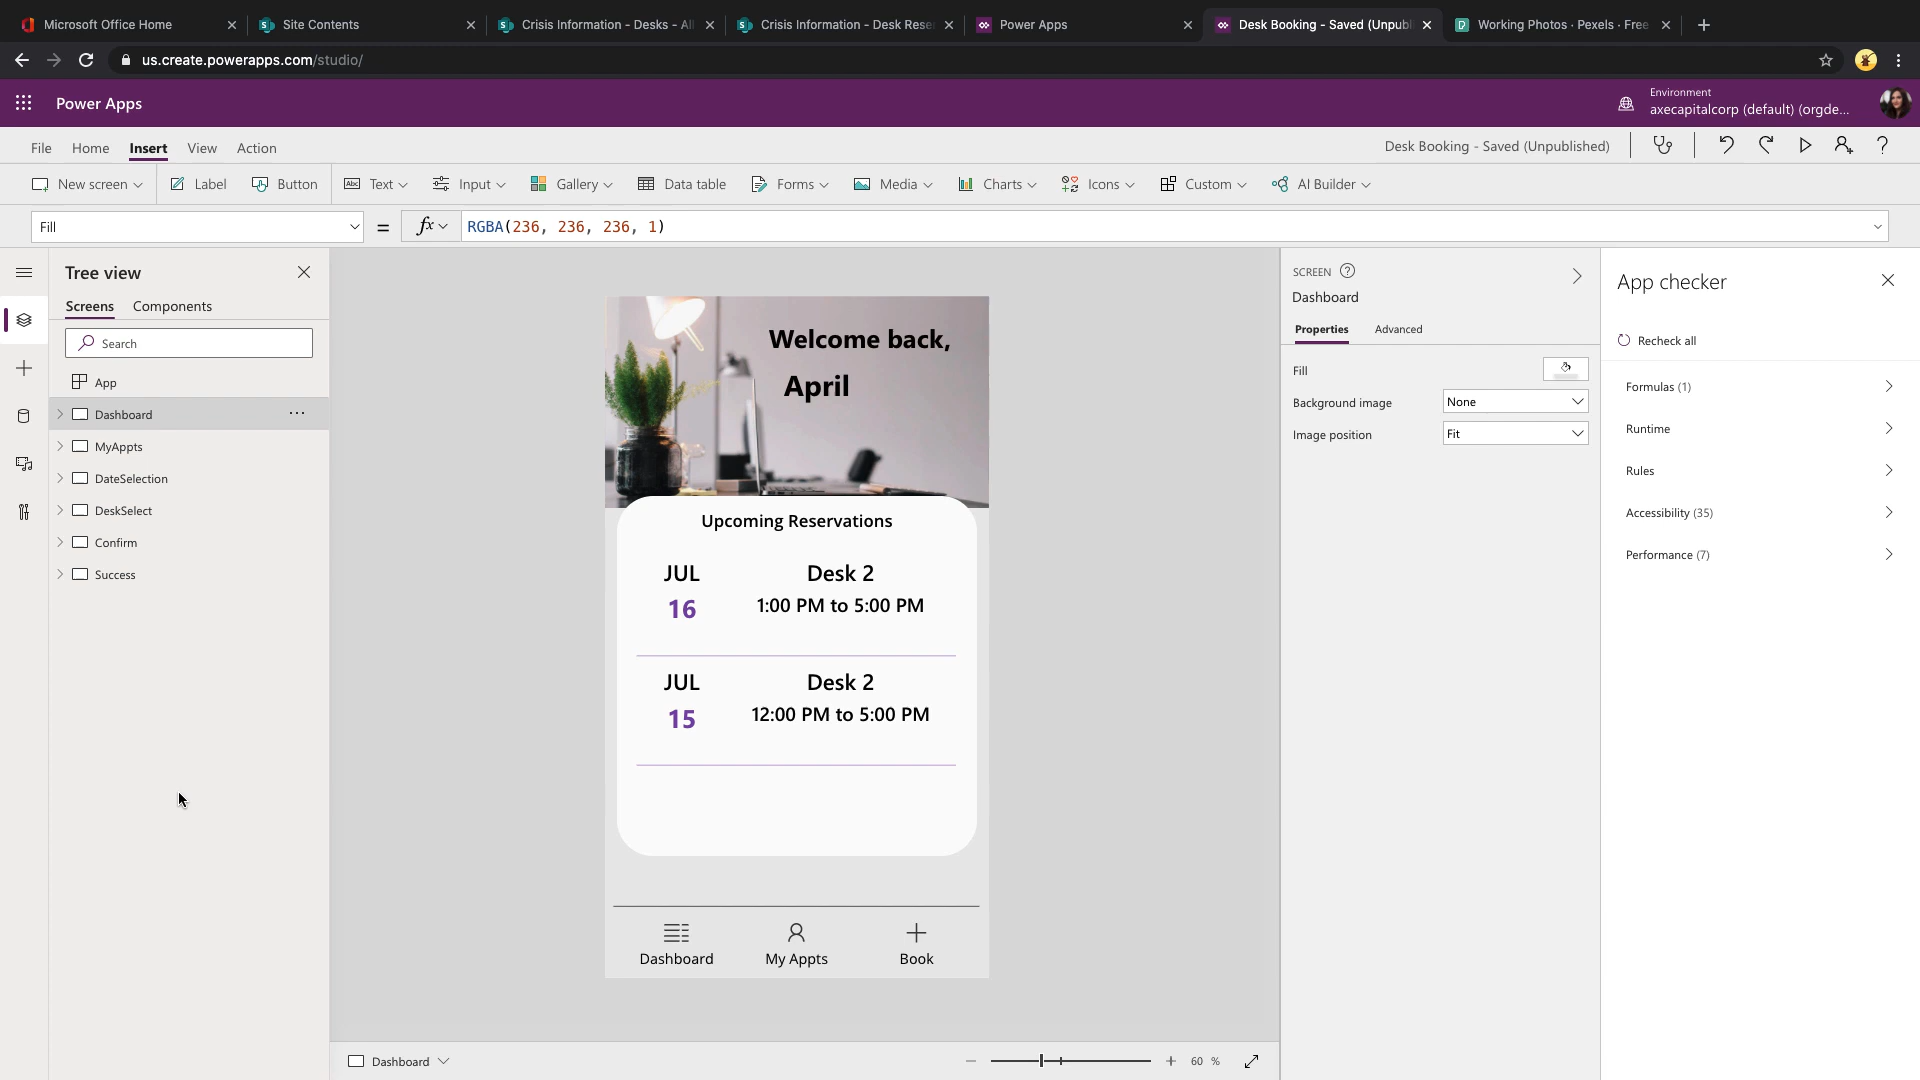 Microsoft Office Home
Site Contents
Crisis Information - Desks - All
Crisis Information - Desk Rese
Power Apps
Desk Booking - Saved (Unpubl
Working Photos · Pexels · Free
us.create.powerapps.com/studio/
Power Apps
Environment
axecapitalcorp (default) (orgde...
File
Home
Insert
View
Action
Desk Booking - Saved (Unpublished)
New screen
Label
Button
Text
Input
Gallery
Data table
Forms
Media
Charts
Icons
Custom
AI Builder
Fill
=
fx
RGBA(236, 236, 236, 1)
Tree view
Screens
Components
Search
App
Dashboard
MyAppts
DateSelection
DeskSelect
Confirm
Success
Welcome back,
April
Upcoming Reservations
JUL
16
Desk 2
1:00 PM to 5:00 PM
JUL
15
Desk 2
12:00 PM to 5:00 PM
Dashboard
My Appts
Book
Dashboard
60 %
SCREEN
Dashboard
Properties
Advanced
Fill
Background image
None
Image position
Fit
App checker
Recheck all
Formulas (1)
Runtime
Rules
Accessibility (35)
Performance (7)